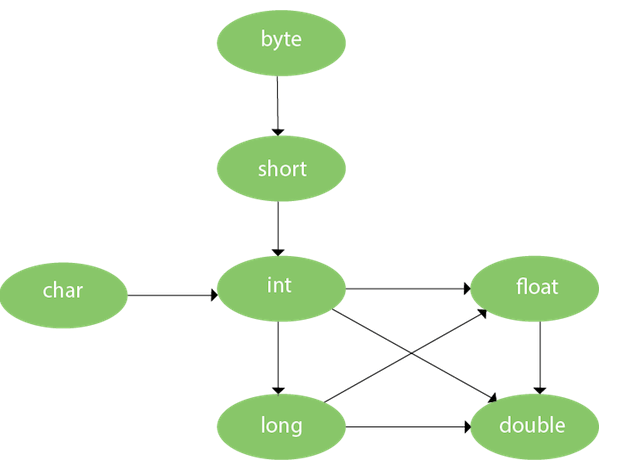 byte
short
char
int
float
long
double